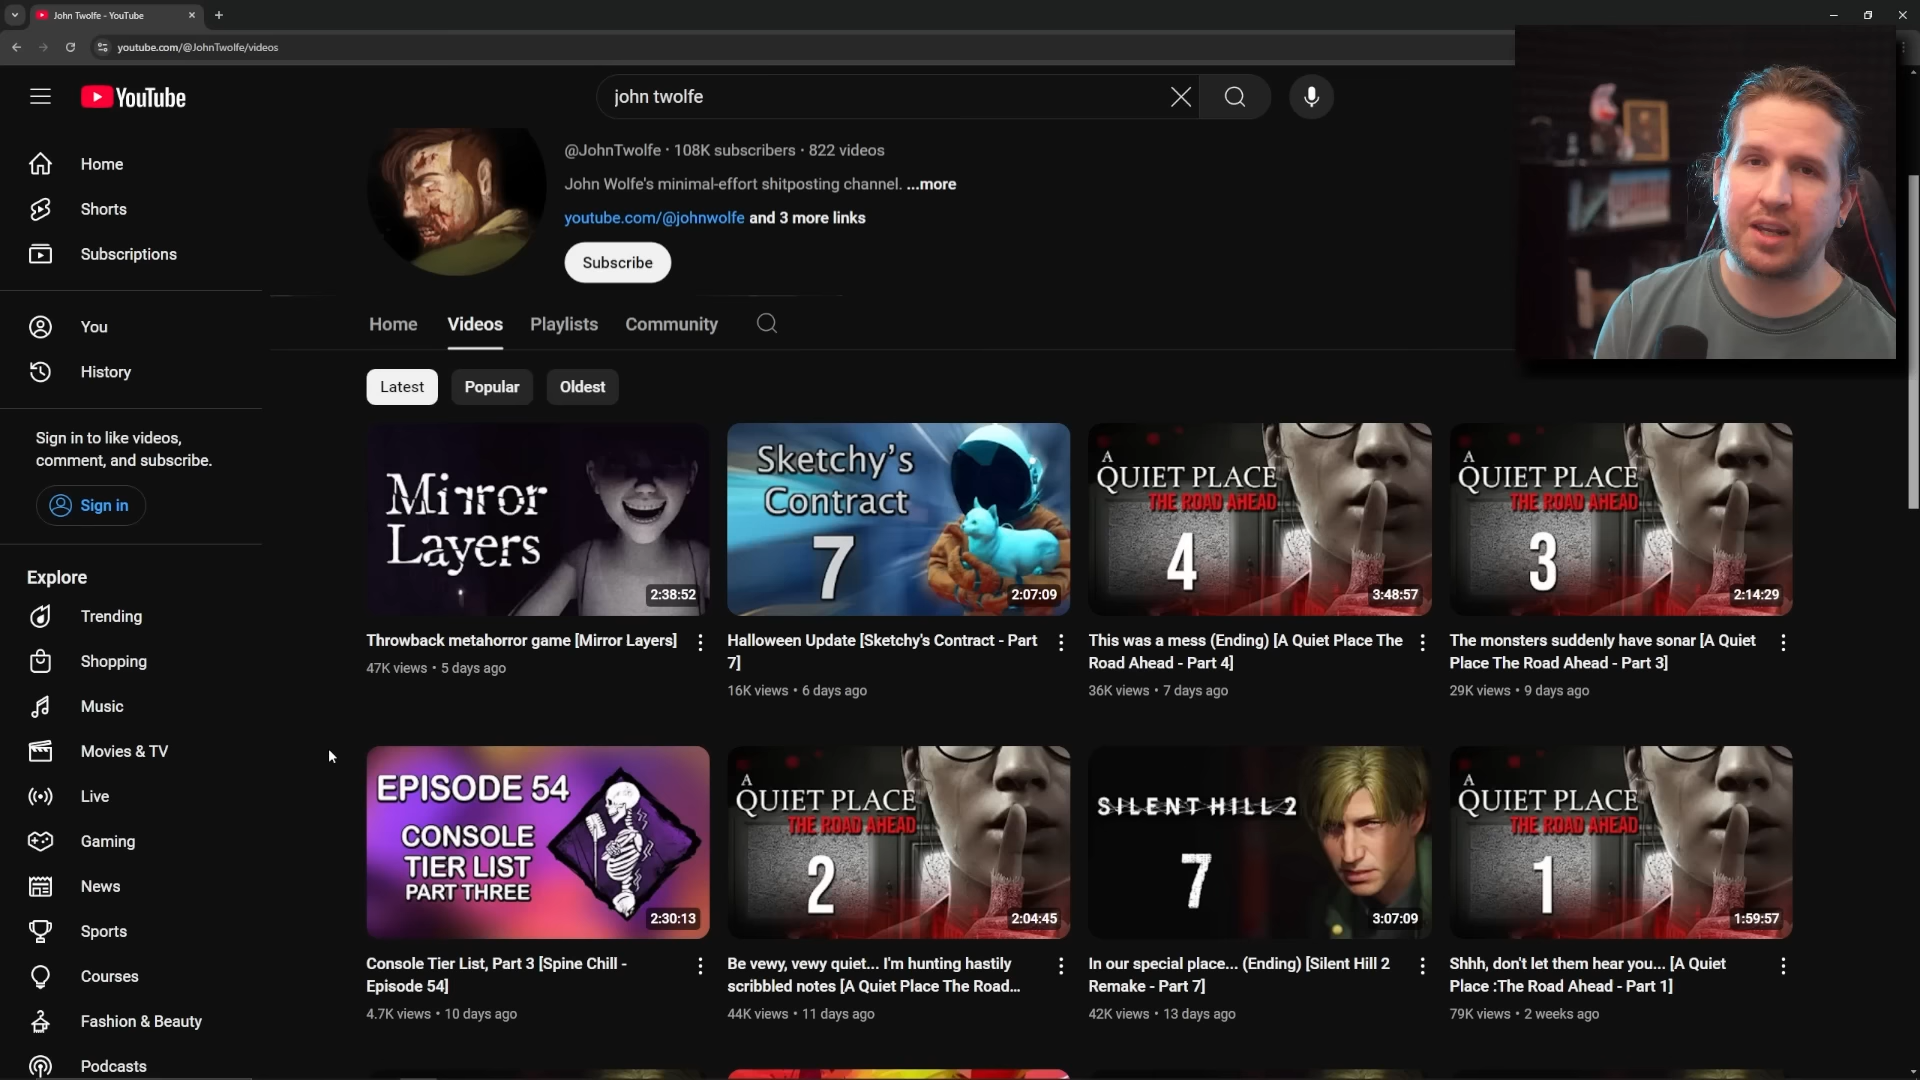 John Twolfe - YouTube
youtube.com/@JohnTwolfe/videos
YouTube
john twolfe
Home
Shorts
Subscriptions
You
History
Sign in to like videos,
comment, and subscribe.
Sign in
Explore
Trending
Shopping
Music
Movies & TV
Live
Gaming
News
Sports
Courses
Fashion & Beauty
Podcasts
@JohnTwolfe · 108K subscribers · 822 videos
John Wolfe's minimal-effort shitposting channel. ...more
youtube.com/@johnwolfe and 3 more links
Subscribe
Home Videos Playlists Community
Latest Popular Oldest
Mirror
Layers
2:38:52
Throwback metahorror game [Mirror Layers]
47K views • 5 days ago
Sketchy's
Contract
7
2:07:09
Halloween Update [Sketchy's Contract - Part
7]
16K views • 6 days ago
A
QUIET PLACE
THE ROAD AHEAD
4
3:48:57
This was a mess (Ending) [A Quiet Place The
Road Ahead - Part 4]
36K views • 7 days ago
A
QUIET PLACE
THE ROAD AHEAD
3
2:14:29
The monsters suddenly have sonar [A Quiet
Place The Road Ahead - Part 3]
29K views • 9 days ago
EPISODE 54
CONSOLE
TIER LIST
PART THREE
2:30:13
Console Tier List, Part 3 [Spine Chill -
Episode 54]
4.7K views • 10 days ago
A
QUIET PLACE
THE ROAD AHEAD
2
2:04:45
Be vewy, vewy quiet... I'm hunting hastily
scribbled notes [A Quiet Place The Road...
44K views • 11 days ago
SILENT HILL 2
7
3:07:09
In our special place... (Ending) [Silent Hill 2
Remake - Part 7]
42K views • 13 days ago
A
QUIET PLACE
THE ROAD AHEAD
1
1:59:57
Shhh, don't let them hear you... [A Quiet
Place :The Road Ahead - Part 1]
79K views • 2 weeks ago